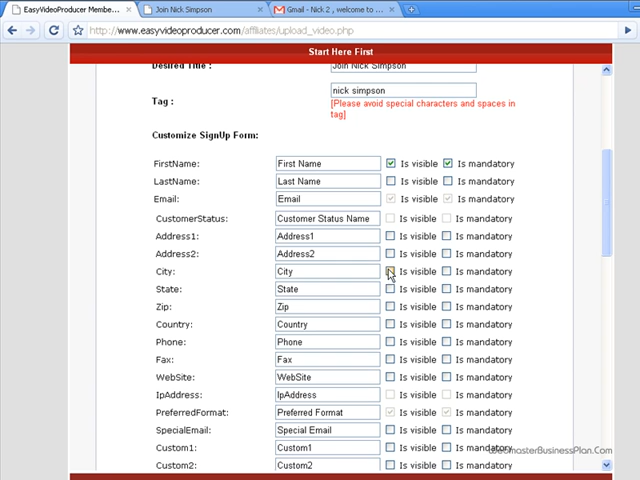 EasyVideoProducer Membe... Join Nick Simpson Gmail - Nick 2 , welcome to ...
http://www.easyvideoproducer.com/affiliates/upload_video.php
Start Here First
Desired Title : Join Nick Simpson
Tag : nick simpson
[Please avoid special characters and spaces in
tag]
Customize SignUp Form:
FirstName: First Name Is visible Is mandatory
LastName: Last Name Is visible Is mandatory
Email: Email Is visible Is mandatory
CustomerStatus: Customer Status Name Is visible Is mandatory
Address1: Address1 Is visible Is mandatory
Address2: Address2 Is visible Is mandatory
City: City Is visible Is mandatory
State: State Is visible Is mandatory
Zip: Zip Is visible Is mandatory
Country: Country Is visible Is mandatory
Phone: Phone Is visible Is mandatory
Fax: Fax Is visible Is mandatory
WebSite: WebSite Is visible Is mandatory
IpAddress: IpAddress Is visible Is mandatory
PreferredFormat: Preferred Format Is visible Is mandatory
SpecialEmail: Special Email Is visible Is mandatory
Custom1: Custom1 Is visible Is mandatory
WebmasterBusinessPlan.Com
Custom2: Custom2 Is visible Is mandatory